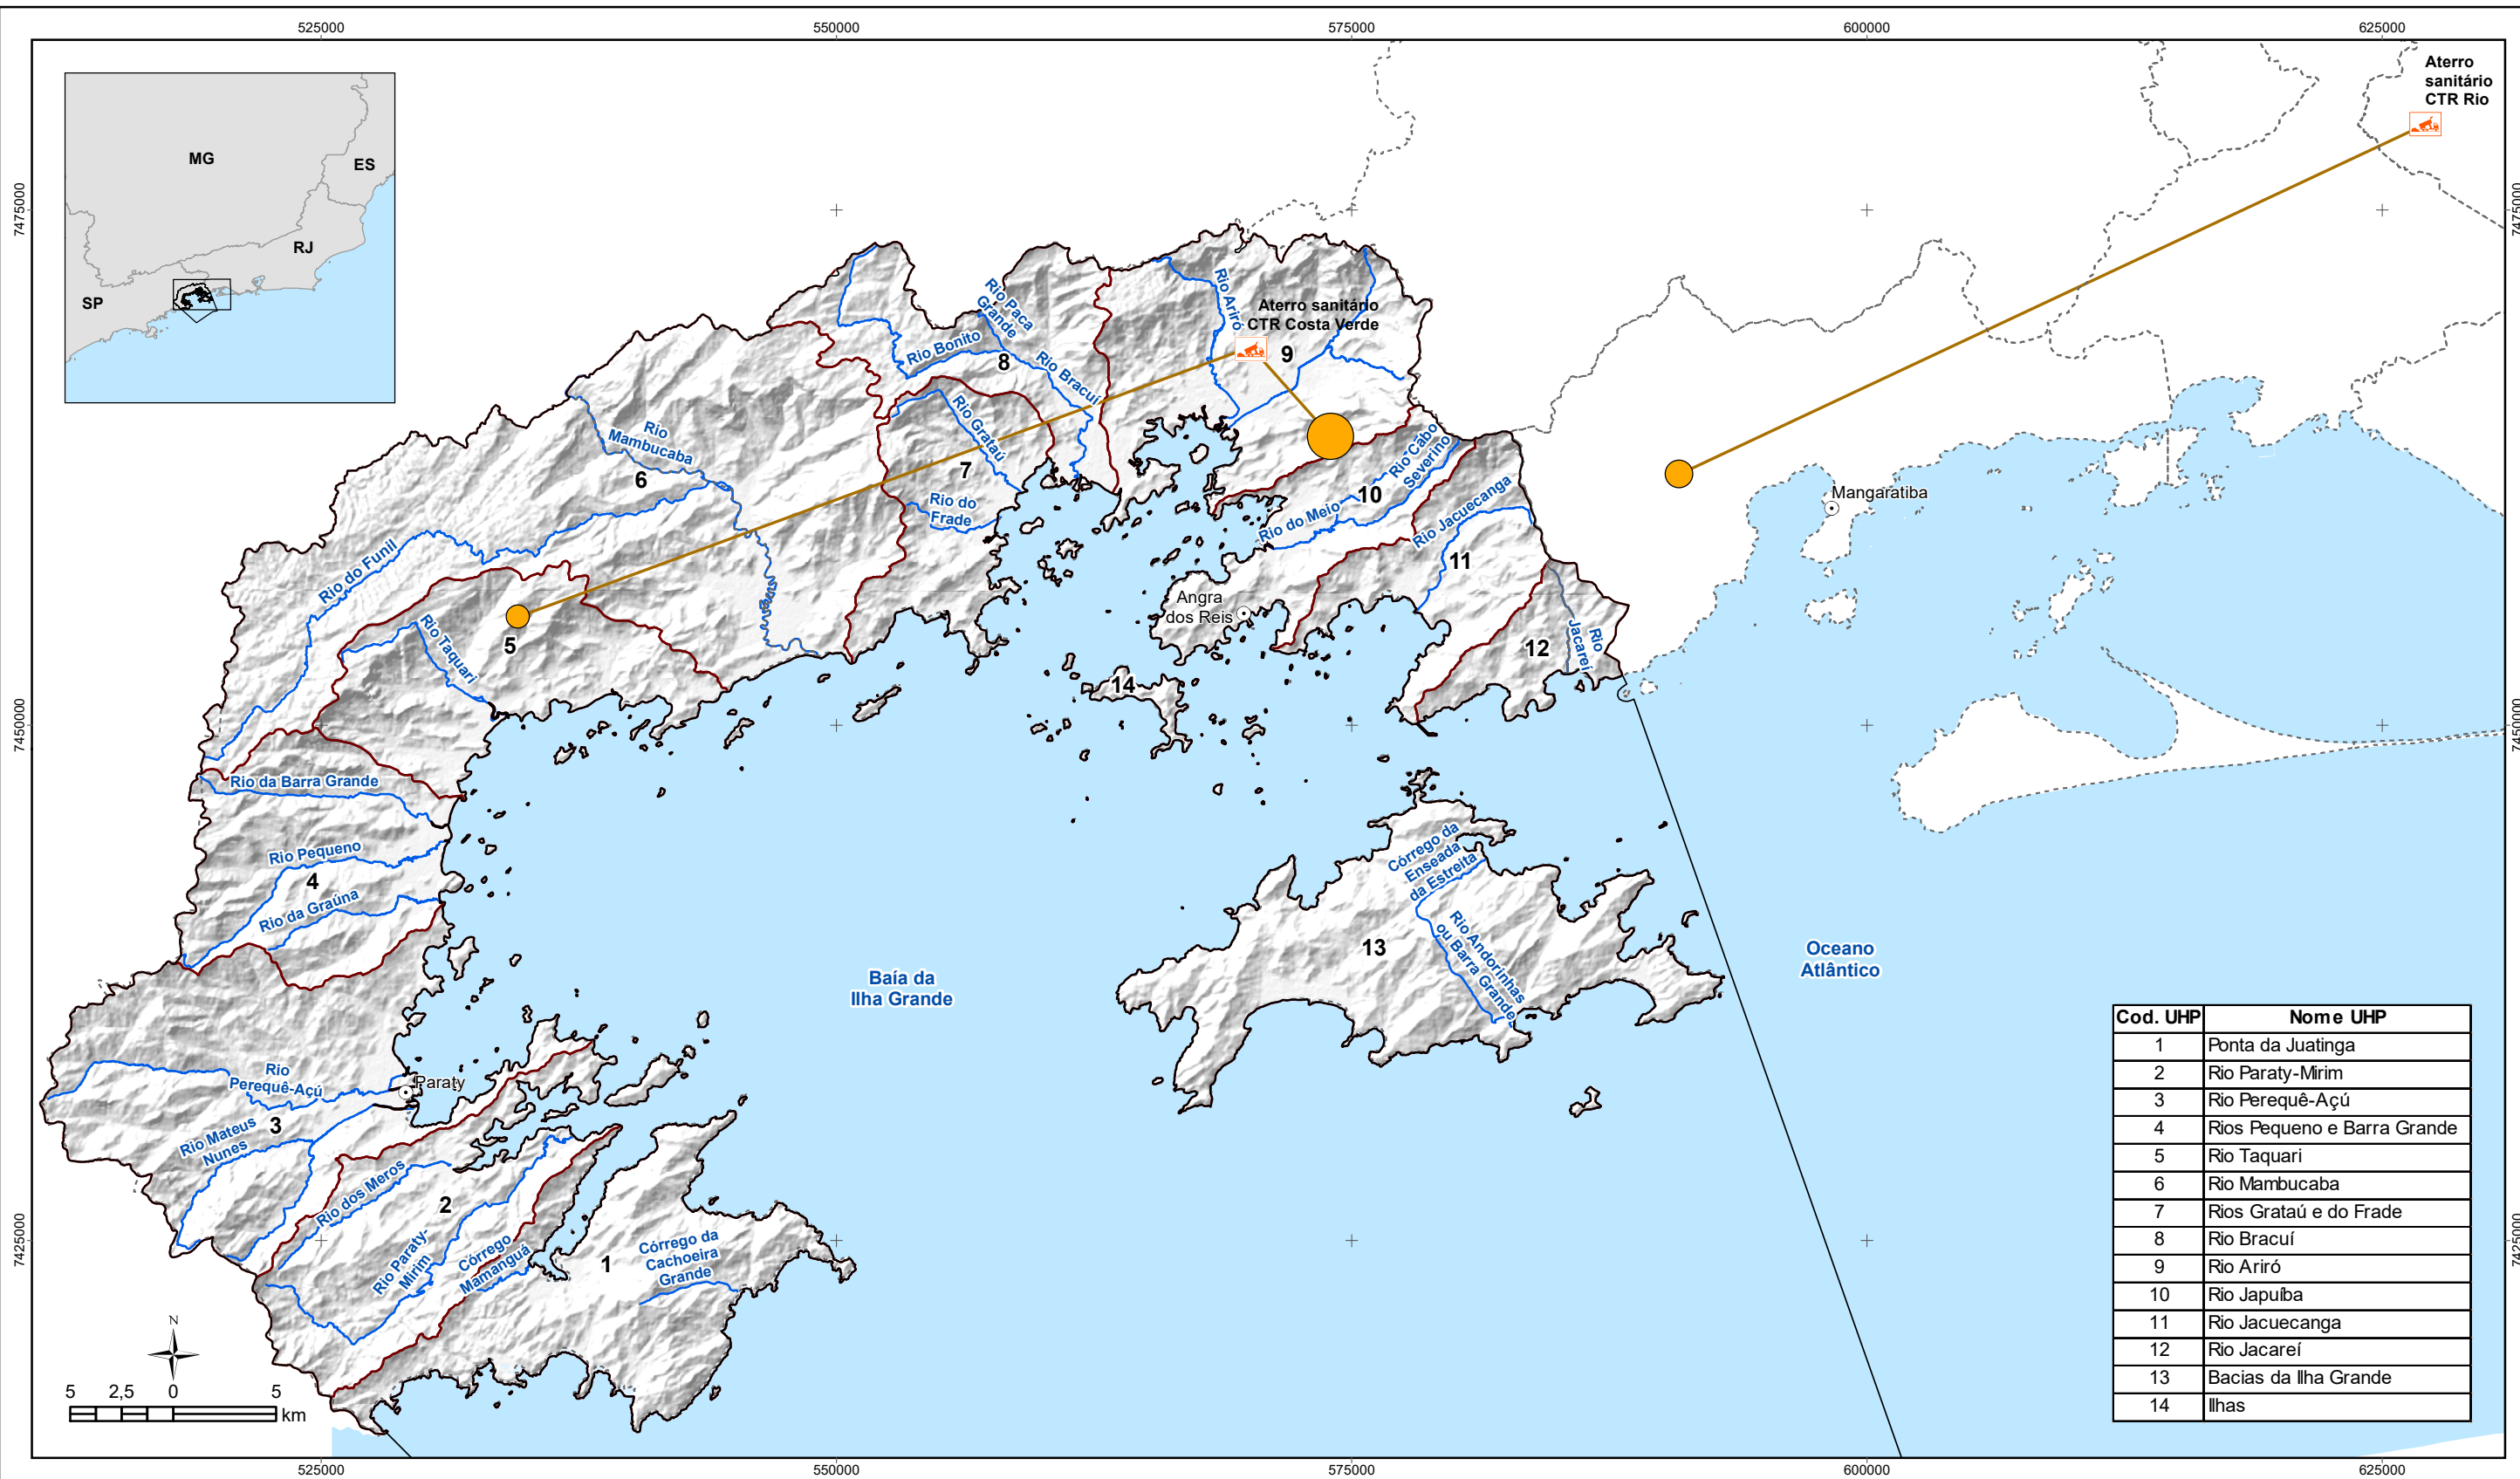 525000
550000
575000
600000
625000
7475000
7450000
7425000
7475000
7450000
7425000
525000
550000
575000
600000
625000
MG
ES
RJ
SP
Aterro
sanitário
CTR Rio
Aterro sanitário
CTR Costa Verde
Rio Ariró
9
Rio Paca
Grande
Rio Bonito
8
Rio Bracuí
Rio Grataú
7
Rio do
Frade
Rio
Mambucaba
6
Rio do Funil
Rio Cabo
Severino
10
Rio do Meio
Rio Jacuecanga
11
Mangaratiba
Angra
dos Reis
12
Rio
Jacareí
5
Rio Taquari
14
Rio da Barra Grande
Rio Pequeno
4
Rio da Graúna
Córrego da
Enseada
da Estreita
Rio Andorinhas
ou Barra Grande
13
Baía da
Ilha Grande
Oceano
Atlântico
Rio
Perequê-Açú
Paraty
3
Rio Mateus
Nunes
Rio dos Meros
2
Rio Paraty-
Mirim
Córrego
Mamanguá
1
Córrego da
Cachoeira
Grande
N
5 2,5 0 5
km
Cod. UHP Nome UHP
1 Ponta da Juatinga
2 Rio Paraty-Mirim
3 Rio Perequê-Açú
4 Rios Pequeno e Barra Grande
5 Rio Taquari
6 Rio Mambucaba
7 Rios Grataú e do Frade
8 Rio Bracuí
9 Rio Ariró
10 Rio Japuíba
11 Rio Jacuecanga
12 Rio Jacareí
13 Bacias da Ilha Grande
14 Ilhas